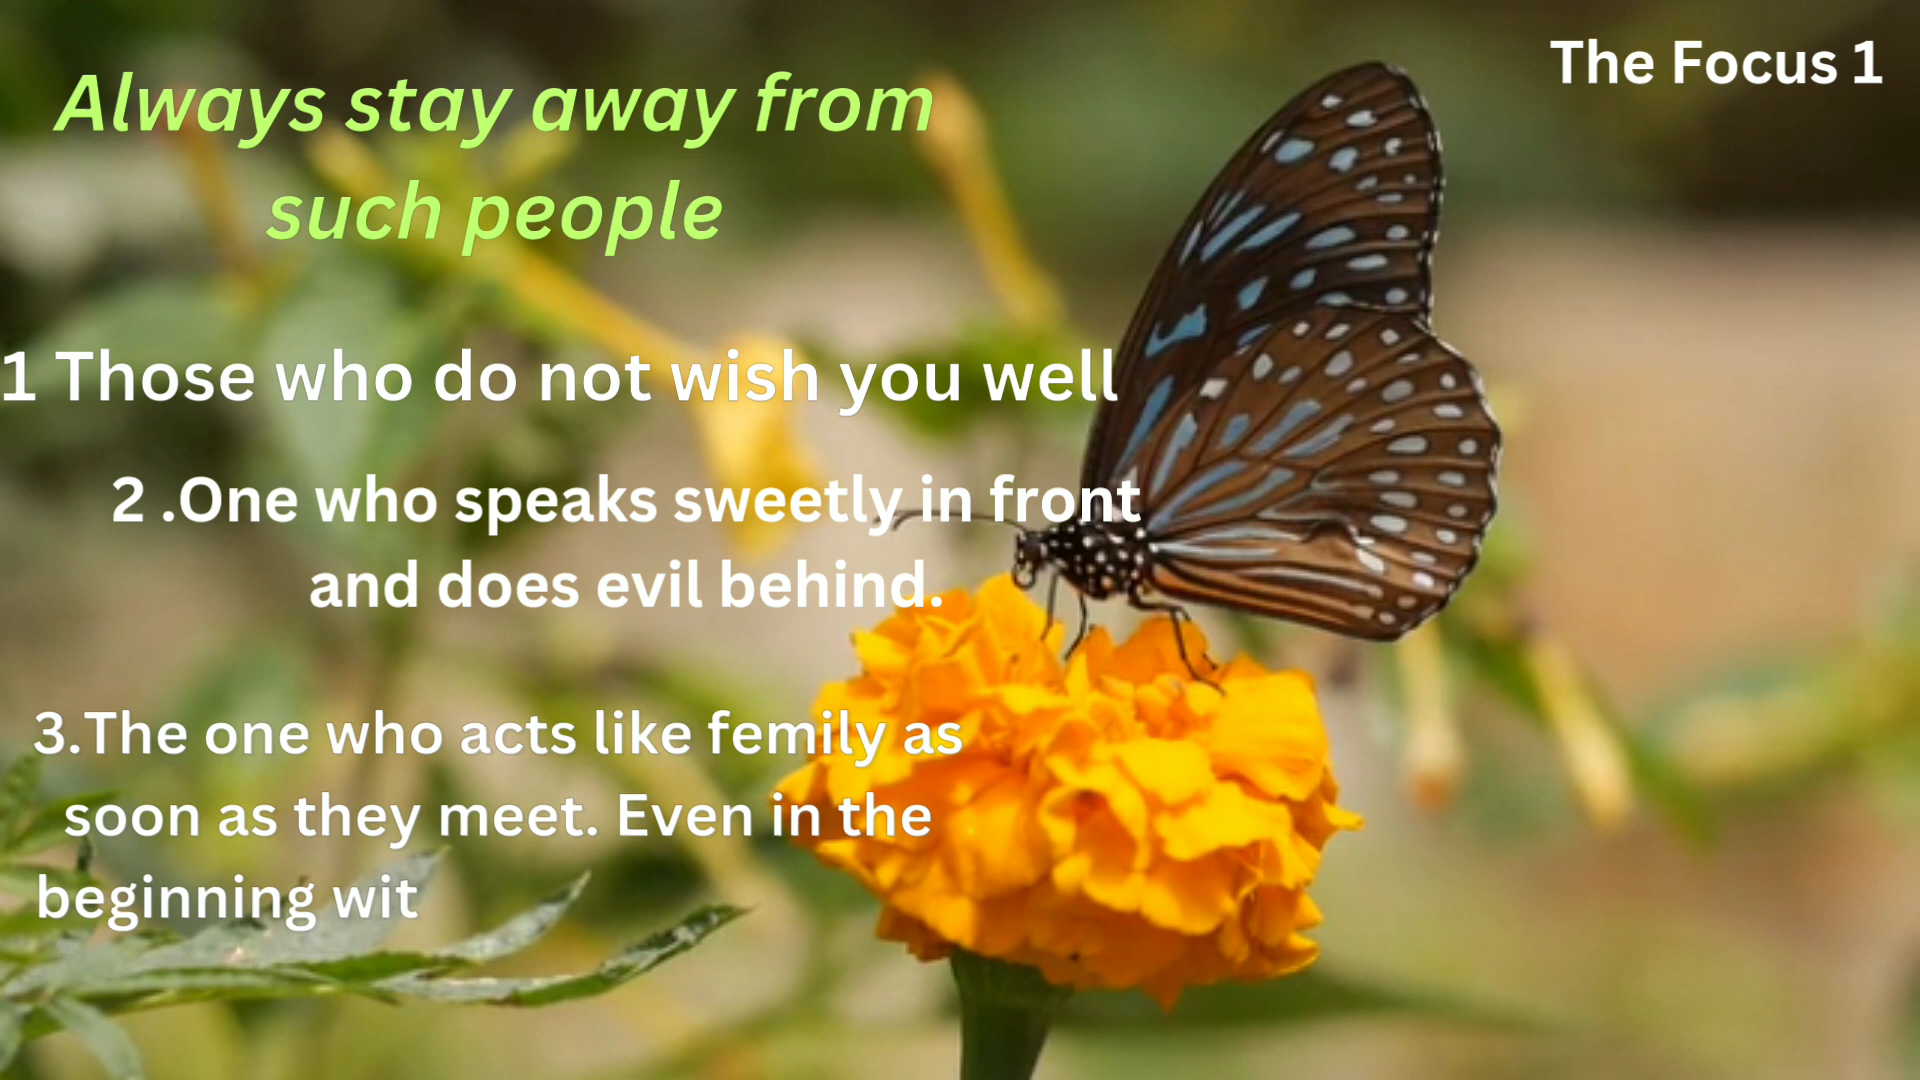 The Focus 1
Always stay away from
such people
1 Those who do not wish you well
2 .One who speaks sweetly in front
and does evil behind.
3.The one who acts like femily as
soon as they meet. Even in the
beginning wit